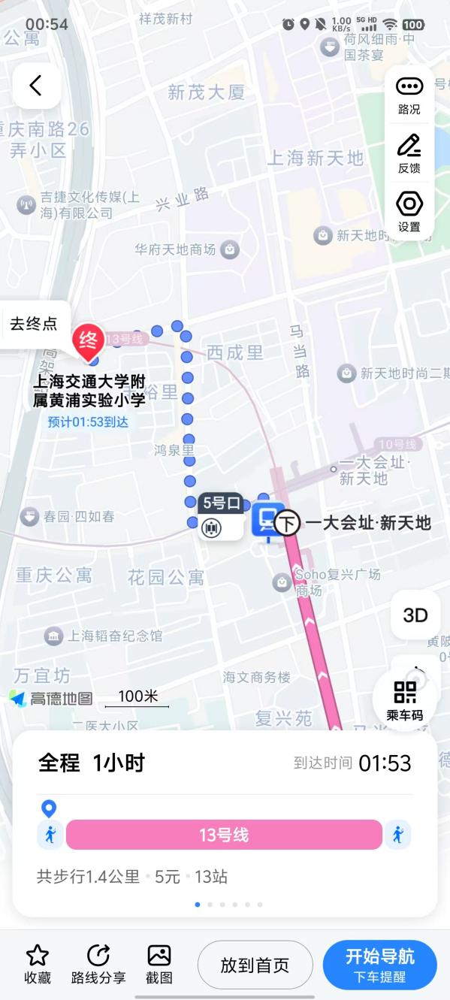 00:54
1.00 KB/s
5G HD
100
祥茂新村
公寓
荷风细雨·中
国茶宴
新茂大厦
路况
重庆南路26
弄小区
上海新天地
反馈
吉捷文化传媒(上
海)有限公司
兴业路
设置
新天地时
华府天地商场
去终点
终
13号线
西成里
马当路
高架路
新天地时尚二期
上海交通大学附
属黄浦实验小学
裕里
预计01:53到达
10号线
鸿泉里
一大会址·
新天地
5号口
下
一大会址·新天地
春园·四如春
重庆公寓
花园公寓
Soho复兴广场
商场
3D
上海韬奋纪念馆
黄陂
万宜坊
海文商务楼
高德地图
100米
乘车码
复兴苑
二医大小区
全程 1小时
到达时间 01:53
13号线
共步行1.4公里·5元·13站
收藏
路线分享
截图
放到首页
开始导航
下车提醒